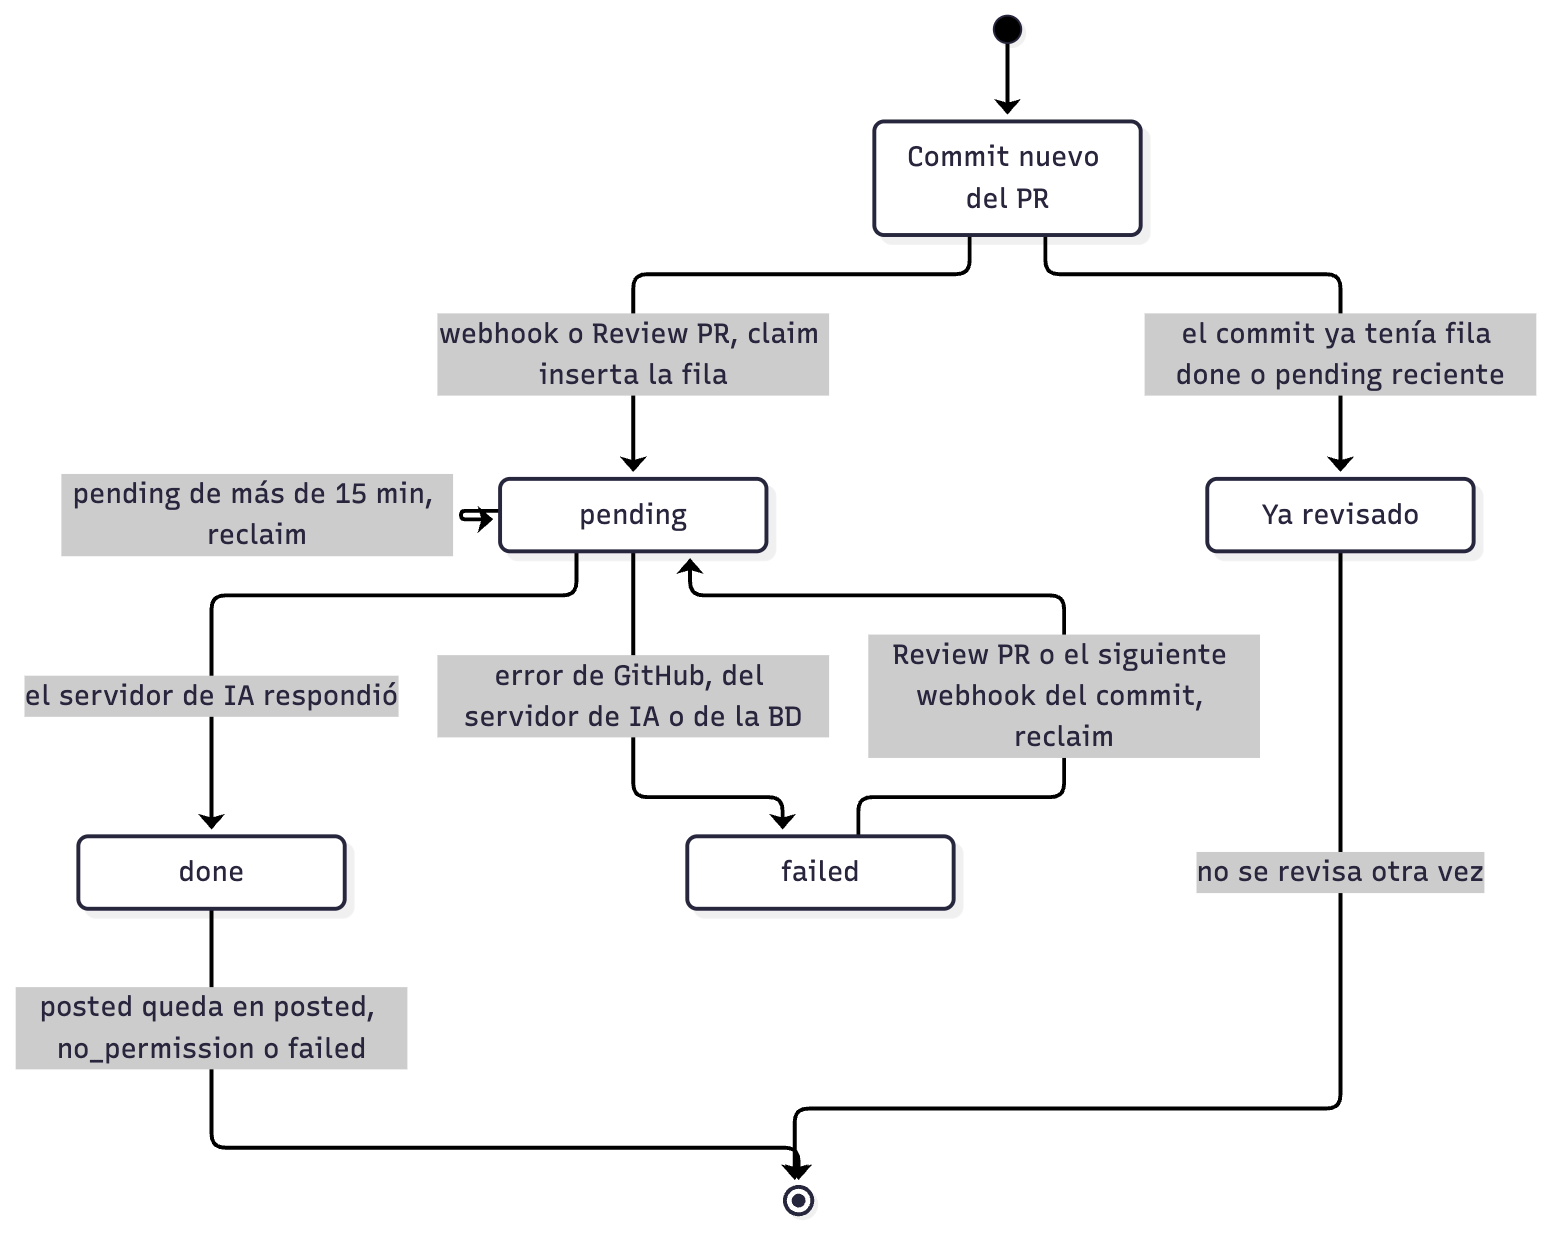 Commit nuevo
del PR
webhook o Review PR, claim
inserta la fila
el commit ya tenía fila
done o pending reciente
pending de más de 15 min,
reclaim
pending
Ya revisado
el servidor de IA respondió
error de GitHub, del
servidor de IA o de la BD
Review PR o el siguiente
webhook del commit,
reclaim
done
failed
no se revisa otra vez
posted queda en posted,
no_permission o failed